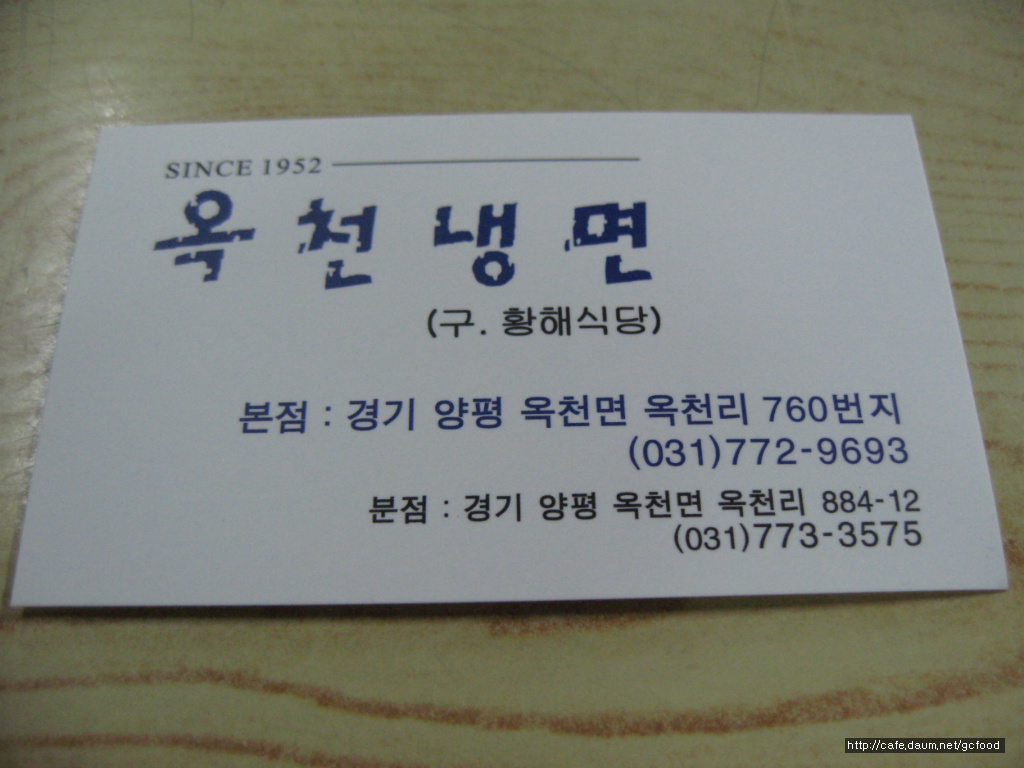 SINCE 1952
옥천냉면
(구. 황해식당)
본점 : 경기 양평 옥천면 옥천리 760번지
(031)772-9693
분점 : 경기 양평 옥천면 옥천리 884-12
(031)773-3575
http://cafe.daum.net/gcfood